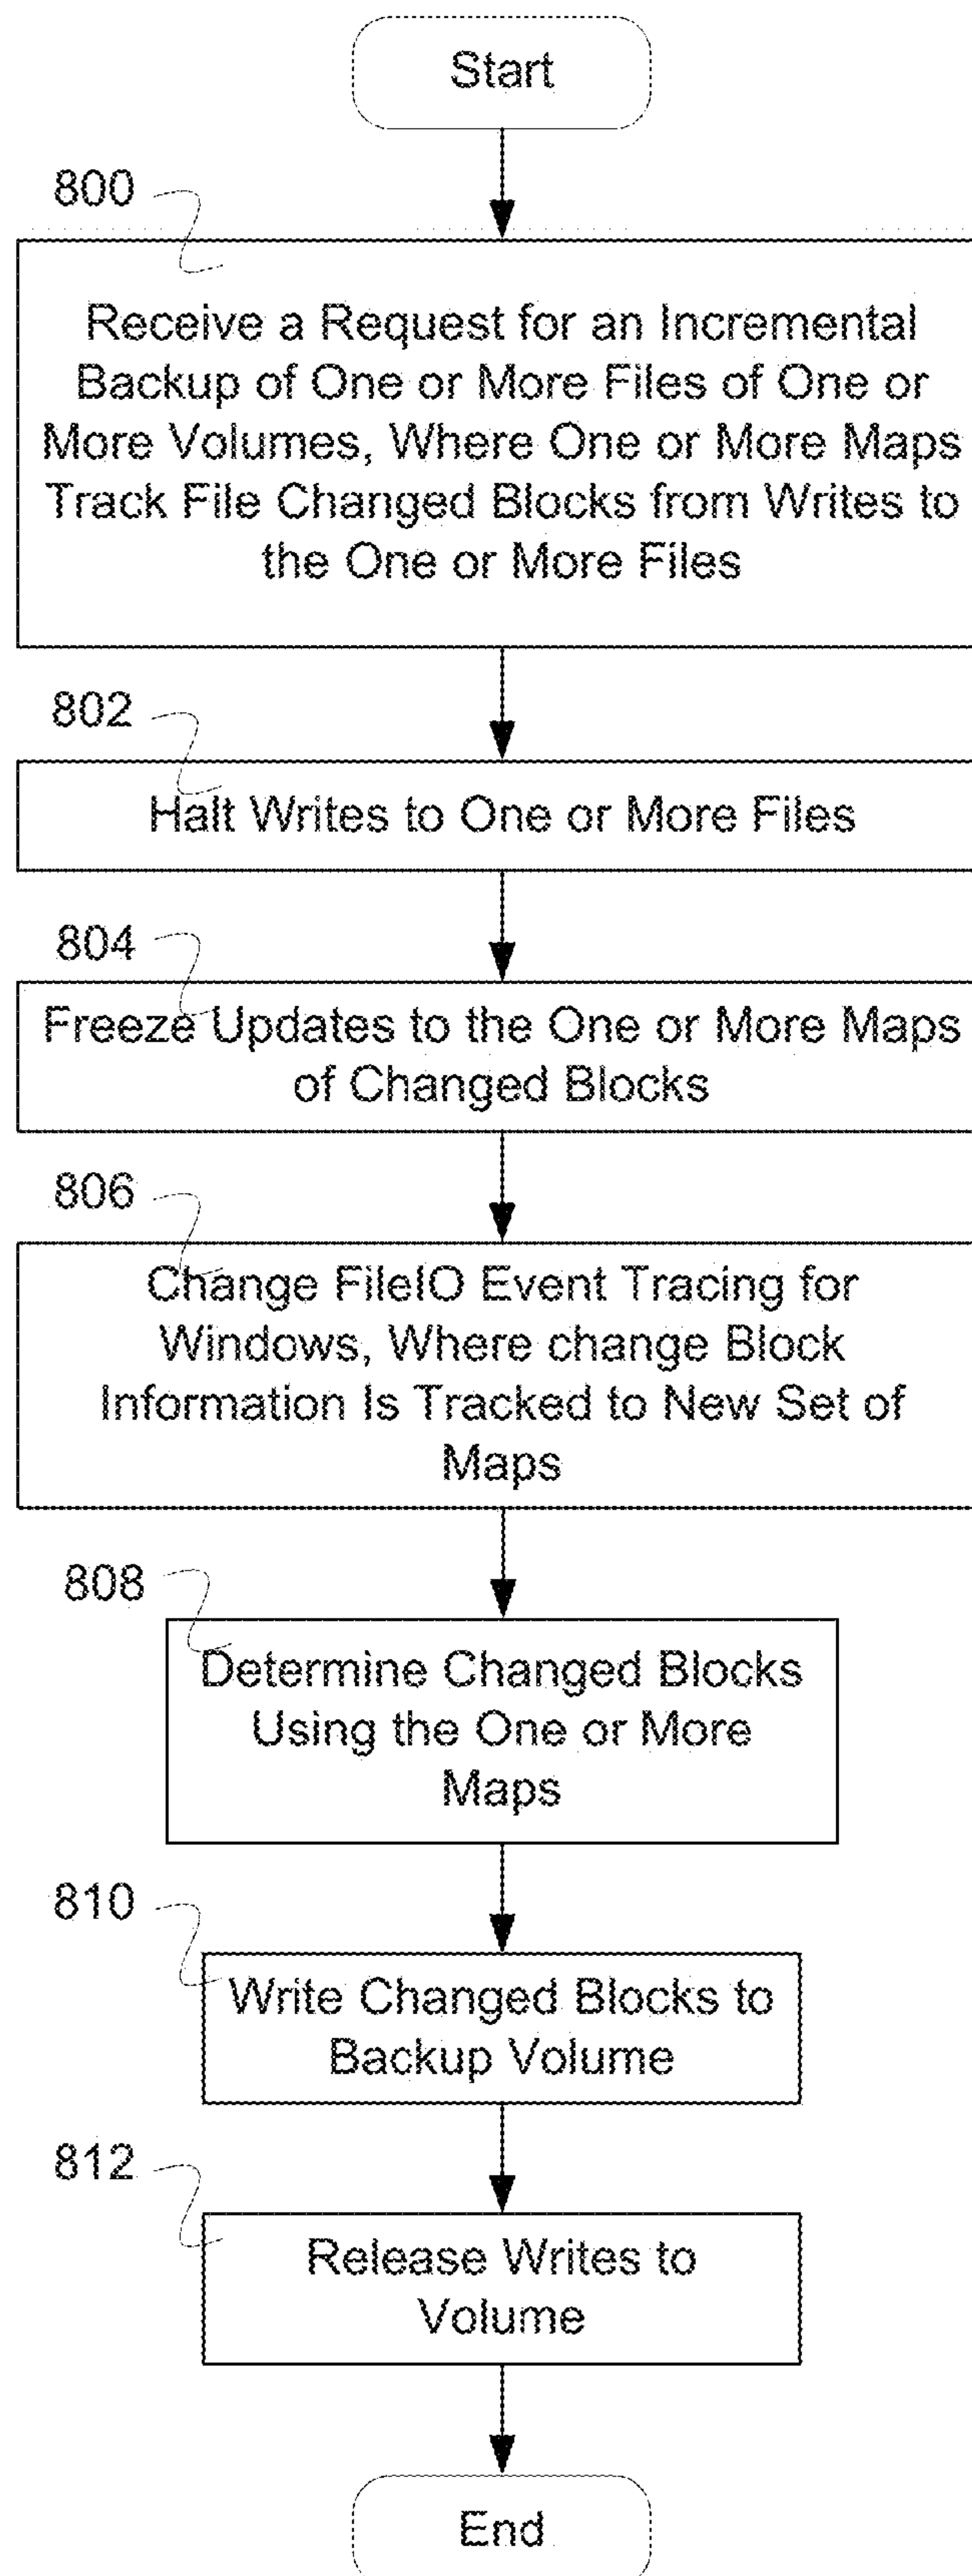 Start
800
Receive a Request for an Incremental
Backup of One or More Files of One or
More Volumes, Where One or More Maps
Track File Changed Blocks from Writes to
the One or More Files
802
Halt Writes to One or More Files
804
Freeze Updates to the One or More Maps
of Changed Blocks
806
Change FileIO Event Tracing for
Windows, Where change Block
Information Is Tracked to New Set of
Maps
808
Determine Changed Blocks
Using the One or More
Maps
810
Write Changed Blocks to
Backup Volume
812
Release Writes to
Volume
End